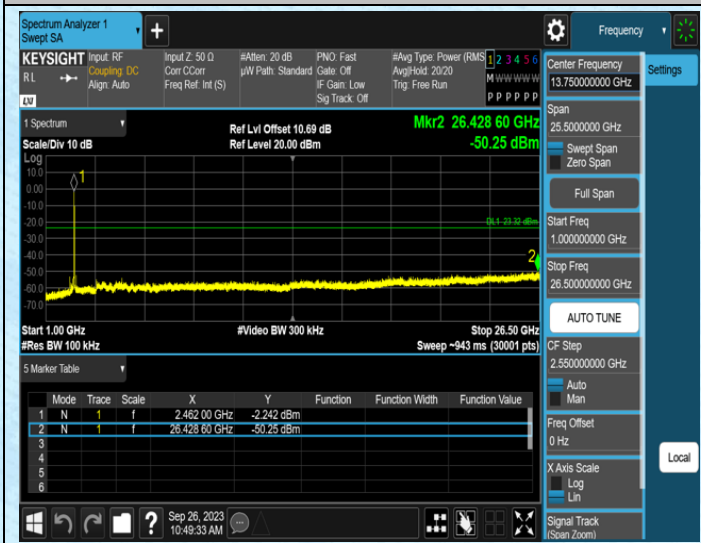 Spectrum Analyzer 1
Swept SA
+
Frequency
KEYSIGHT
RL
LXI
Input: RF
Coupling: DC
Align: Auto
Input Z: 50 Ω
Corr CCorr
Freq Ref: Int (S)
#Atten: 20 dB
µW Path: Standard
PNO: Fast
Gate: Off
IF Gain: Low
Sig Track: Off
#Avg Type: Power (RMS
Avg|Hold: 20/20
Trig: Free Run
1 2 3 4 5 6
M W W W W W
P P P P P P
1 Spectrum
Scale/Div 10 dB
Ref Lvl Offset 10.69 dB
Ref Level 20.00 dBm
Mkr2 26.428 60 GHz
-50.25 dBm
Log
10.0
0.00
-10.0
-20.0
-30.0
-40.0
-50.0
-60.0
-70.0
1
DL1 -23.32 dBm
2
Start 1.00 GHz
#Res BW 100 kHz
#Video BW 300 kHz
Stop 26.50 GHz
Sweep ~943 ms (30001 pts)
5 Marker Table
Mode Trace Scale X Y Function Function Width Function Value
1 N 1 f 2.462 00 GHz -2.242 dBm
2 N 1 f 26.428 60 GHz -50.25 dBm
3
4
5
6
Sep 26, 2023
10:49:33 AM
?
Center Frequency
13.750000000 GHz
Settings
Span
25.5000000 GHz
Swept Span
Zero Span
Full Span
Start Freq
1.000000000 GHz
Stop Freq
26.500000000 GHz
AUTO TUNE
CF Step
2.550000000 GHz
Auto
Man
Freq Offset
0 Hz
X Axis Scale
Log
Lin
Local
Signal Track
(Span Zoom)